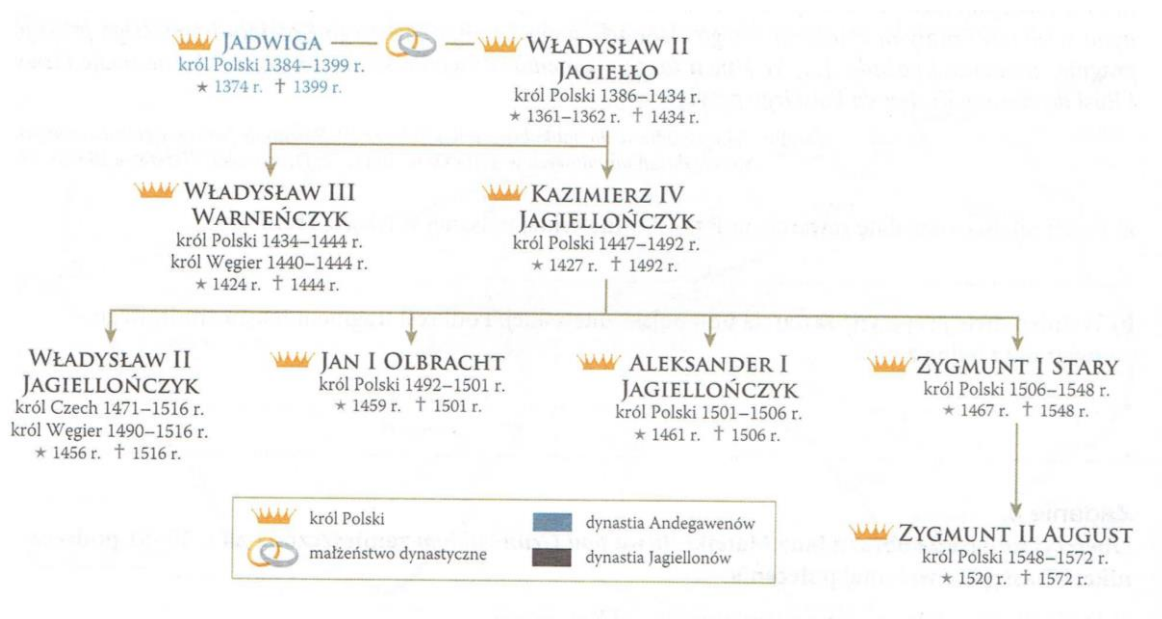 JADWIGA
król Polski 1384–1399 r.
★ 1374 r. † 1399 r.
WŁADYSŁAW II
JAGIEŁŁO
król Polski 1386–1434 r.
★ 1361–1362 r. † 1434 r.
WŁADYSŁAW III
WARNEŃCZYK
król Polski 1434–1444 r.
król Węgier 1440–1444 r.
★ 1424 r. † 1444 r.
KAZIMIERZ IV
JAGIELLOŃCZYK
król Polski 1447–1492 r.
★ 1427 r. † 1492 r.
WŁADYSŁAW II
JAGIELLOŃCZYK
król Czech 1471–1516 r.
król Węgier 1490–1516 r.
★ 1456 r. † 1516 r.
JAN I OLBRACHT
król Polski 1492–1501 r.
★ 1459 r. † 1501 r.
ALEKSANDER I
JAGIELLOŃCZYK
król Polski 1501–1506 r.
★ 1461 r. † 1506 r.
ZYGMUNT I STARY
król Polski 1506–1548 r.
★ 1467 r. † 1548 r.
ZYGMUNT II AUGUST
król Polski 1548–1572 r.
★ 1520 r. † 1572 r.
król Polski
małżeństwo dynastyczne
dynastia Andegawenów
dynastia Jagiellonów